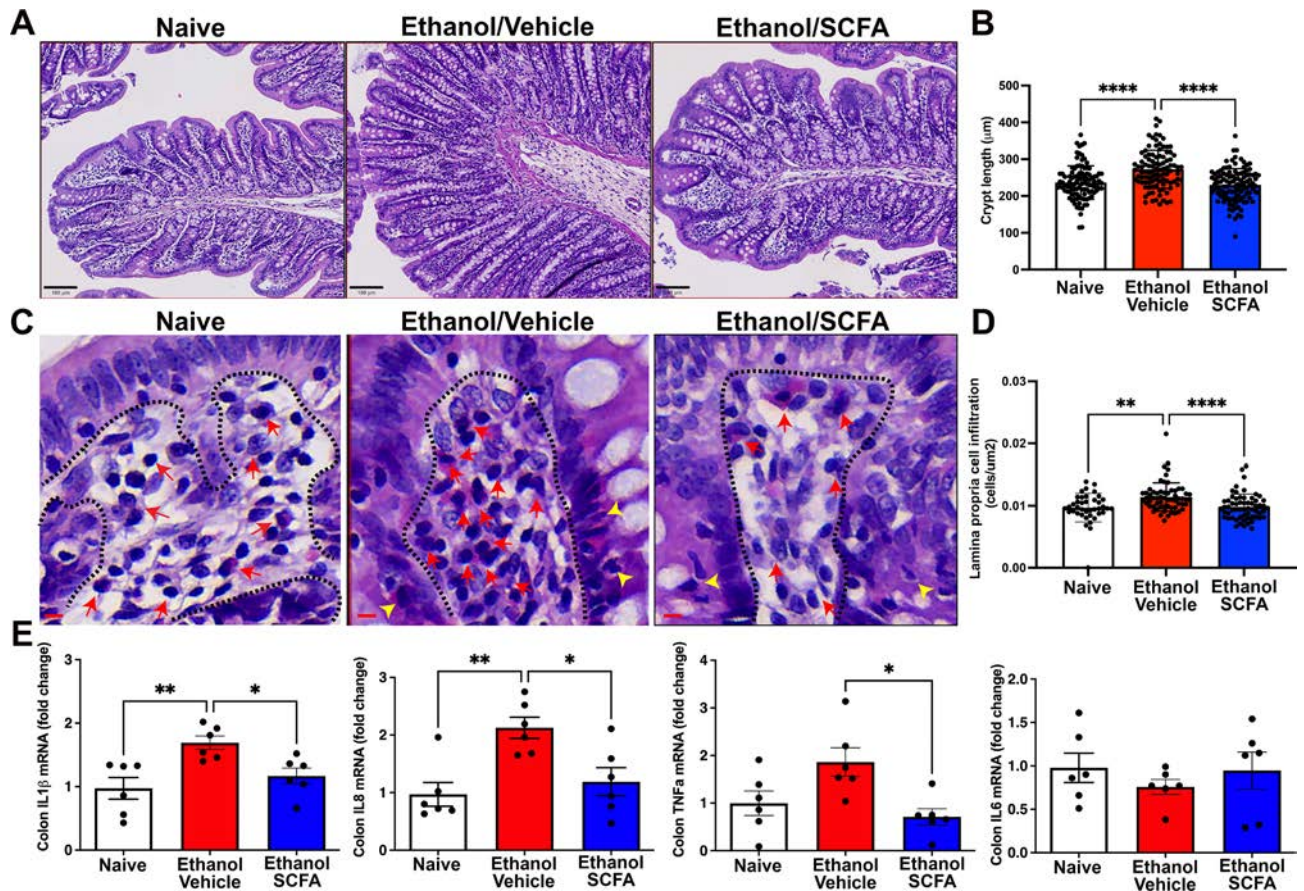 A
Naive
Ethanol/Vehicle
Ethanol/SCFA
100 µm
B
Crypt length (µm)
500
400
300
200
100
0
****
****
Naive
Ethanol
Vehicle
Ethanol
SCFA
C
Naive
Ethanol/Vehicle
Ethanol/SCFA
D
Lamina propria cell infiltration
(cells/um2)
0.03
0.02
0.01
0.00
**
****
Naive
Ethanol
Vehicle
Ethanol
SCFA
E
Colon IL1β mRNA (fold change)
3
2
1
0
**
*
Naive
Ethanol
Vehicle
Ethanol
SCFA
Colon IL8 mRNA (fold change)
3
2
1
0
**
*
Naive
Ethanol
Vehicle
Ethanol
SCFA
Colon TNFa mRNA (fold change)
4
3
2
1
0
*
Naive
Ethanol
Vehicle
Ethanol
SCFA
Colon IL6 mRNA (fold change)
2.0
1.5
1.0
0.5
0.0
Naive
Ethanol
Vehicle
Ethanol
SCFA